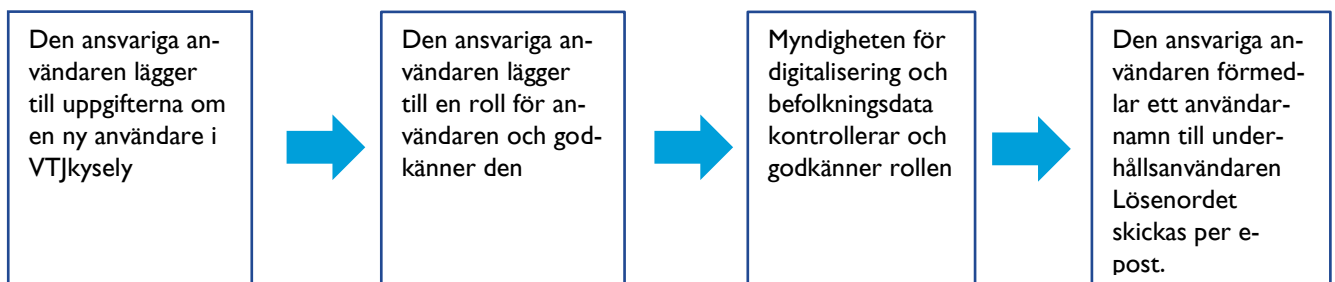 Den ansvariga an-
vändaren lägger
till uppgifterna om
en ny användare i
VTJkysely
Den ansvariga an-
vändaren lägger
till en roll för an-
vändaren och god-
känner den
Myndigheten för
digitalisering och
befolkningsdata
kontrollerar och
godkänner rollen
Den ansvariga an-
vändaren förmed-
lar ett användar-
namn till under-
hållsanvändaren
Lösenordet
skickas per e-
post.